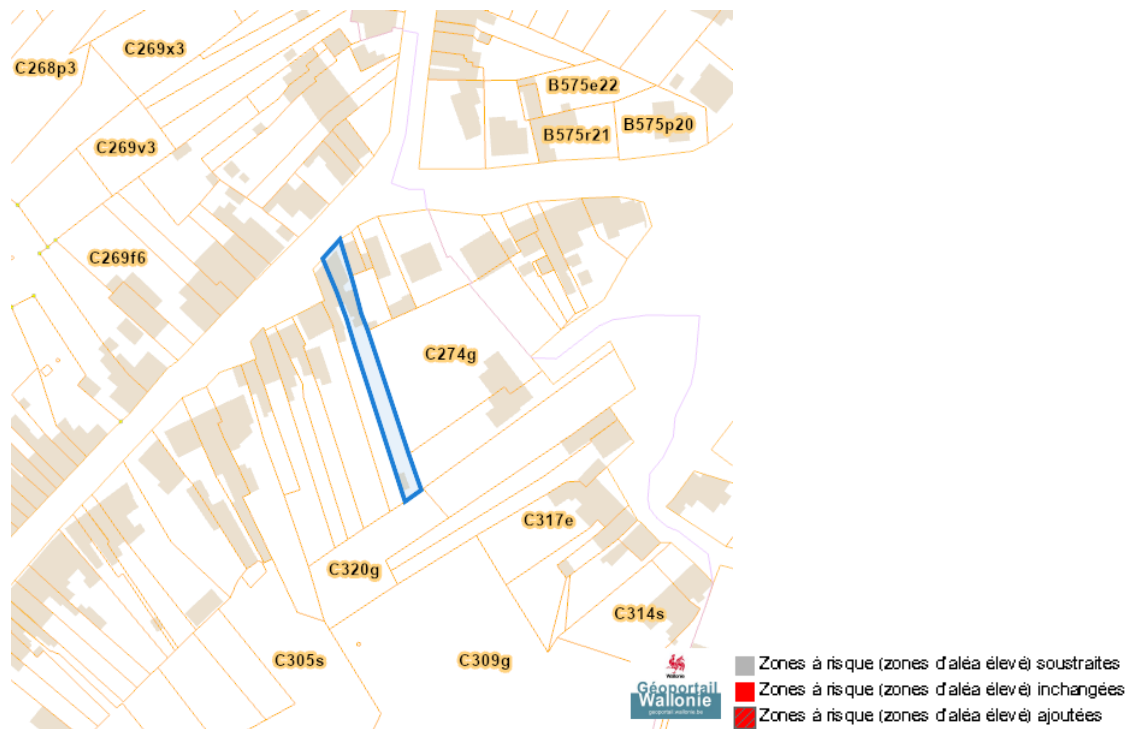 C269x3
C268p3
B575e22
B575p20
B575r21
C269v3
C269f6
C274g
C317e
C320g
C314s
C305s
C309g
Wallonie
Géoportail
Wallonie
geoportail.wallonie.be
Zones à risque (zones d'aléa élevé) soustraites
Zones à risque (zones d'aléa élevé) inchangées
Zones à risque (zones d'aléa élevé) ajoutées